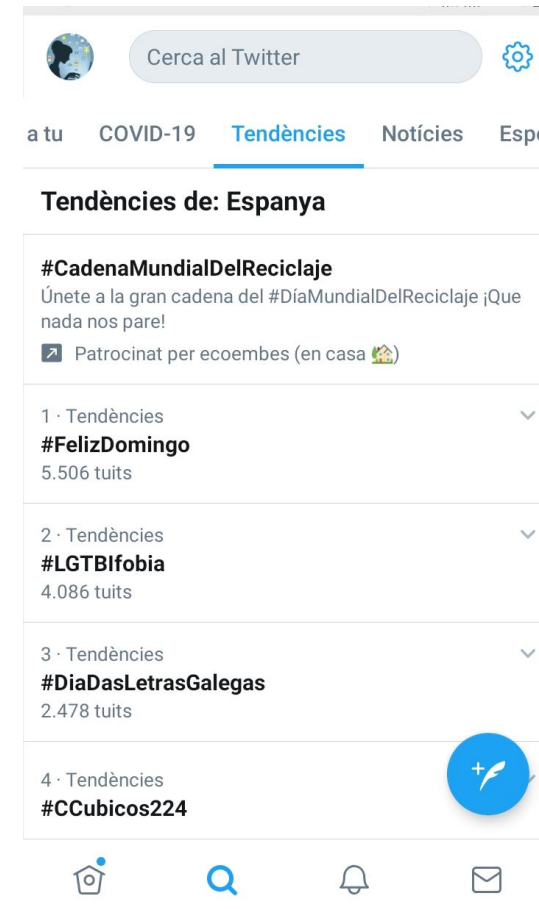 Cerca al Twitter
a tu COVID-19 Tendències Notícies Espo
Tendències de: Espanya
#CadenaMundialDelReciclaje
Únete a la gran cadena del #DíaMundialDelReciclaje ¡Que
nada nos pare!
Patrocinat per ecoembes (en casa 🏡)
1 · Tendències
#FelizDomingo
5.506 tuits
2 · Tendències
#LGTBIfobia
4.086 tuits
3 · Tendències
#DiaDasLetrasGalegas
2.478 tuits
4 · Tendències
#CCubicos224